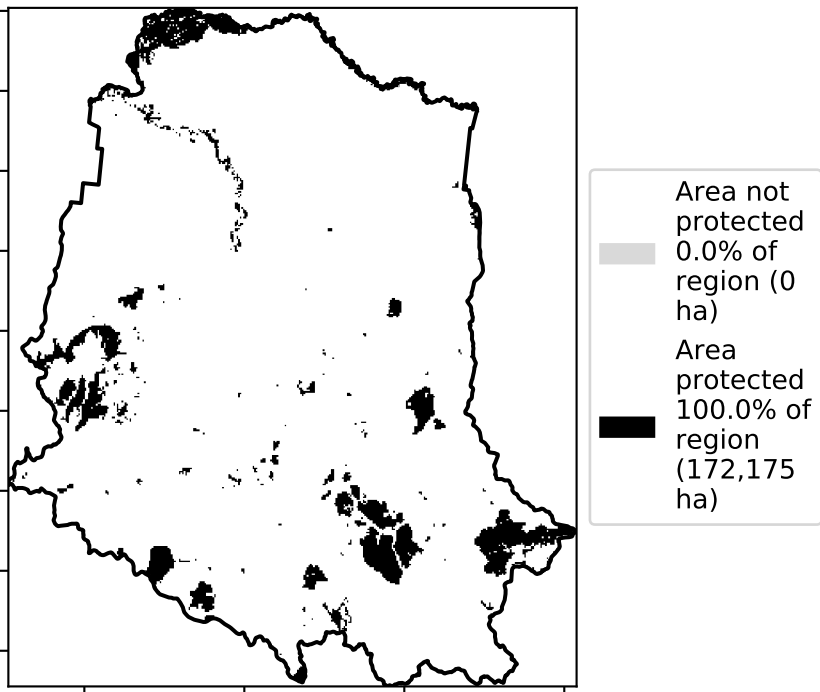 Area not
protected
0.0% of
region (0
ha)
Area
protected
100.0% of
region
(172,175
ha)